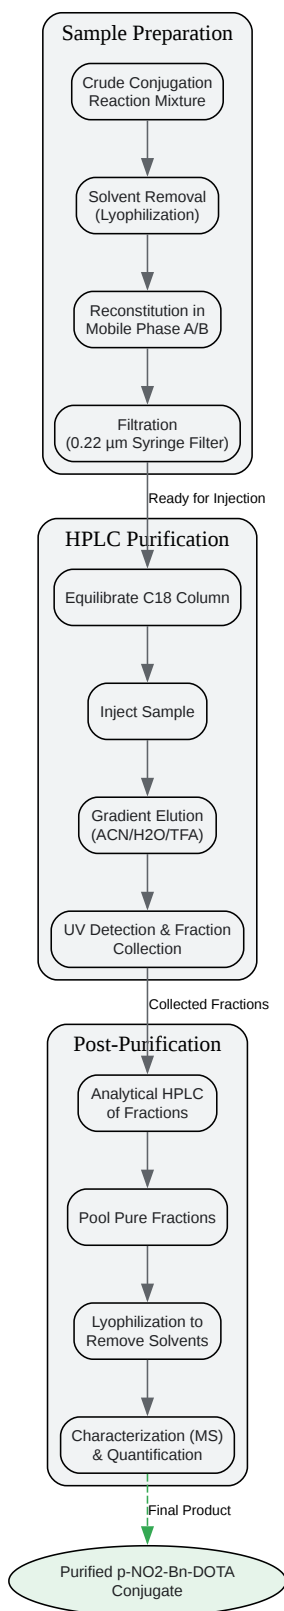 Sample Preparation
Crude Conjugation
Reaction Mixture
Solvent Removal
(Lyophilization)
Reconstitution in
Mobile Phase A/B
Filtration
(0.22 µm Syringe Filter)
Ready for Injection
HPLC Purification
Equilibrate C18 Column
Inject Sample
Gradient Elution
(ACN/H2O/TFA)
UV Detection & Fraction
Collection
Collected Fractions
Post-Purification
Analytical HPLC
of Fractions
Pool Pure Fractions
Lyophilization to
Remove Solvents
Characterization (MS)
& Quantification
Final Product
Purified p-NO2-Bn-DOTA
Conjugate